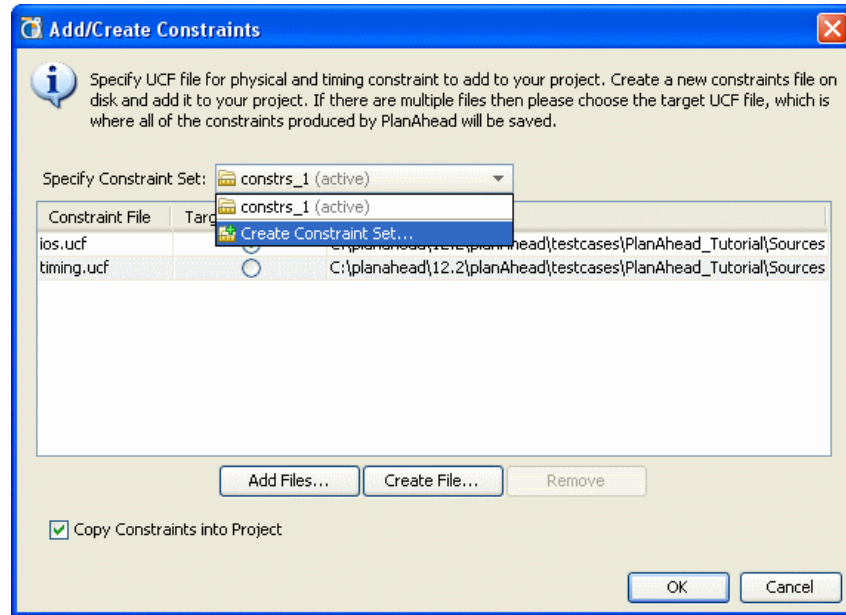 Add/Create Constraints
Specify UCF file for physical and timing constraint to add to your project. Create a new constraints file on
disk and add it to your project. If there are multiple files then please choose the target UCF file, which is
where all of the constraints produced by PlanAhead will be saved.
Specify Constraint Set: constrs_1 (active)
constrs_1 (active)
Create Constraint Set...
Constraint File Targ
ios.ucf
timing.ucf C:\planahead\12.2\planAhead\testcases\PlanAhead_Tutorial\Sources
Add Files... Create File... Remove
Copy Constraints into Project
OK Cancel